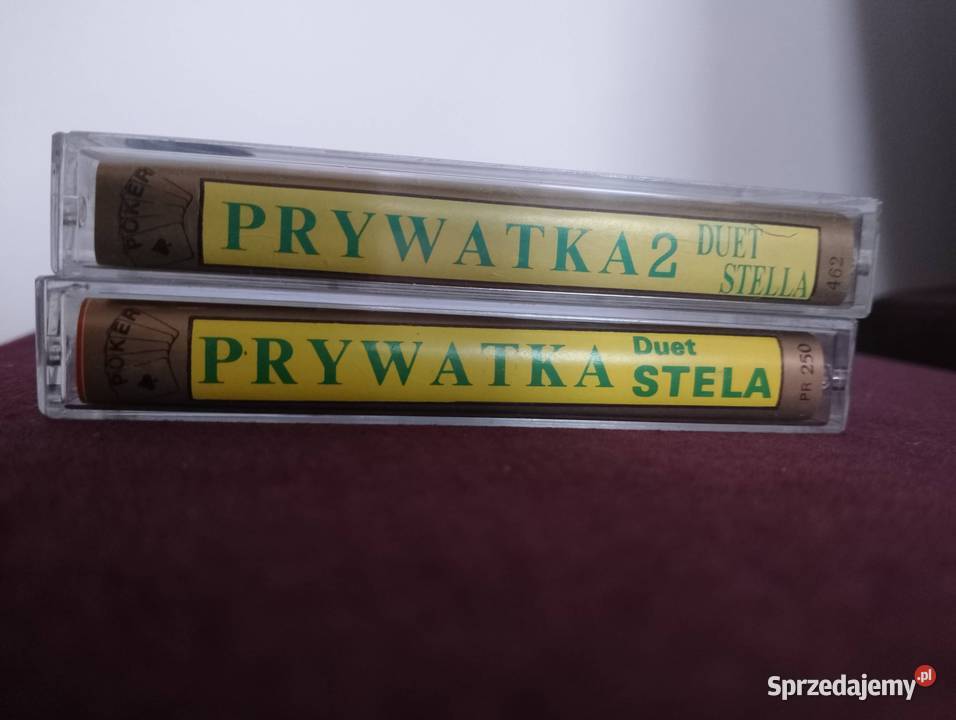 POKER
PRYWATKA 2
DUET
STELLA
462
POKER
PRYWATKA
Duet
STELA
PR 250
Sprzedajemy.pl